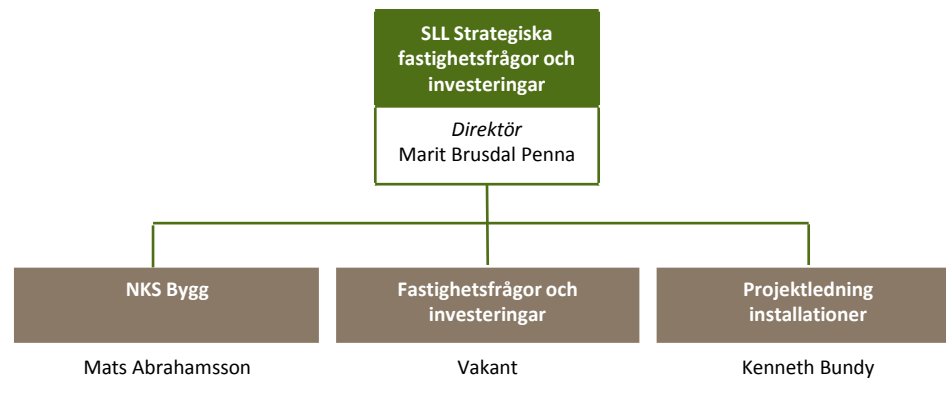 SLL Strategiska
fastighetsfrågor och
investeringar
Direktör
Marit Brusdal Penna
NKS Bygg
Mats Abrahamsson
Fastighetsfrågor och
investeringar
Vakant
Projektledning
installationer
Kenneth Bundy